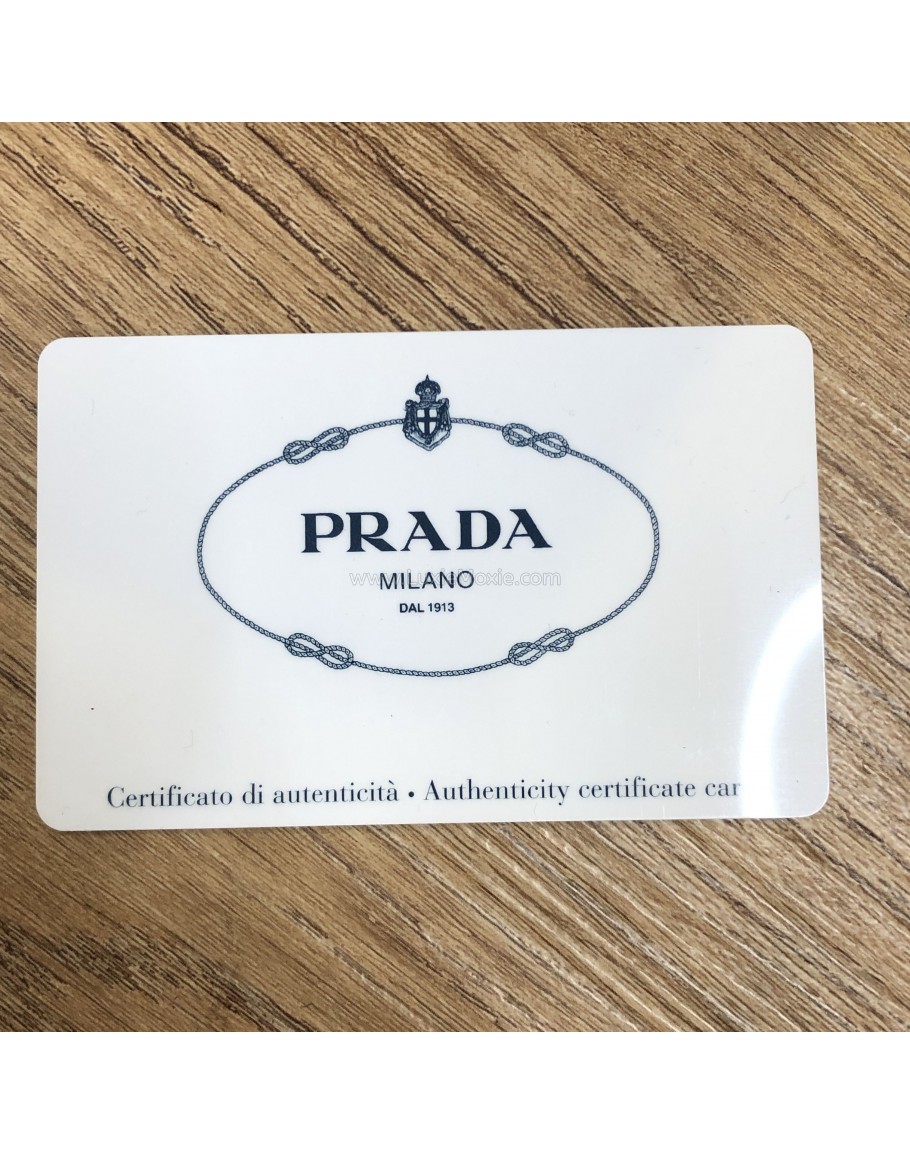 PRADA
MILANO
DAL 1913
Certificato di autenticità • Authenticity certificate car